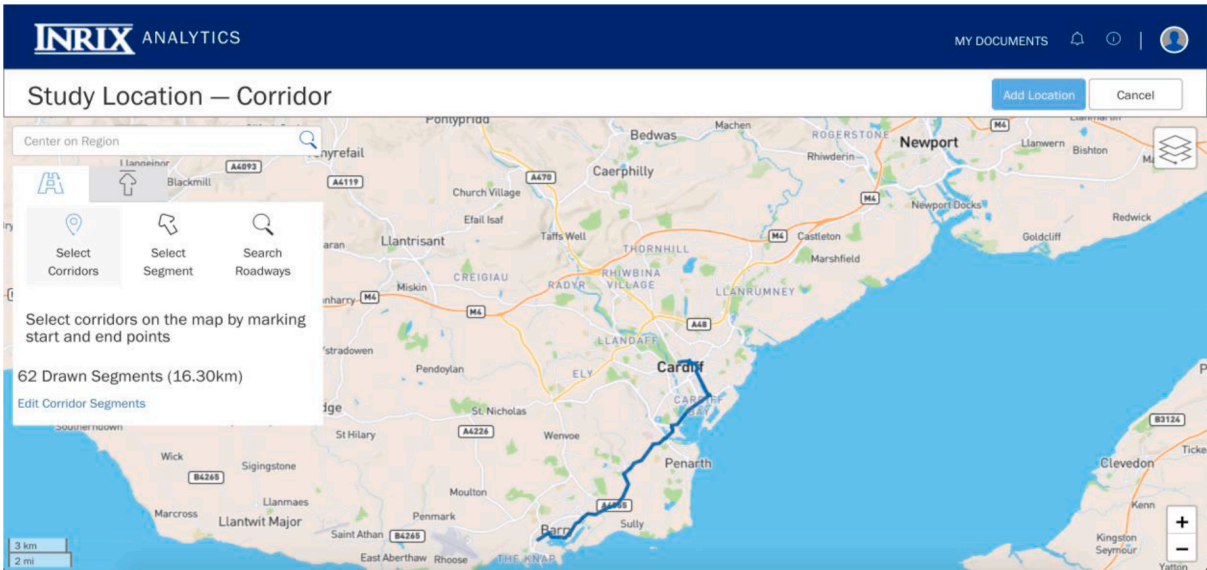 INRIX ANALYTICS
MY DOCUMENTS
Study Location — Corridor
Add Location
Cancel
Center on Region
Select
Corridors
Select
Segment
Search
Roadways
Select corridors on the map by marking
start and end points
62 Drawn Segments (16.30km)
Edit Corridor Segments
Pontypridd
Bedwas
Machen
ROGERSTONE
Newport
M4
Llanwern
Bishton
Rhiwderin
Llangeinor
A4093
Blackmill
A4119
A470
Caerphilly
Church Village
M4
Newport Docks
Redwick
Efail Isaf
Taffs Well
Llantrisant
THORNHILL
M4
Castleton
Goldcliff
Marshfield
CREIGIAU
RADYR
RHIWBINA
VILLAGE
LLANRUMNEY
Miskin
M4
M4
A48
LLANDAFF
Pendoylan
ELY
Cardiff
CARDIFF
BAY
St. Nicholas
St Hilary
A4226
Wenvoe
B3124
Wick
Sigingstone
Penarth
Clevedon
B4265
Moulton
Llanmaes
A4055
Kenn
Marcross
Llantwit Major
Penmark
Barry
Sully
Saint Athan
B4265
Kingston
Seymour
East Aberthaw
Rhoose
THE KNAP
Yatton
3 km
2 mi
+
−